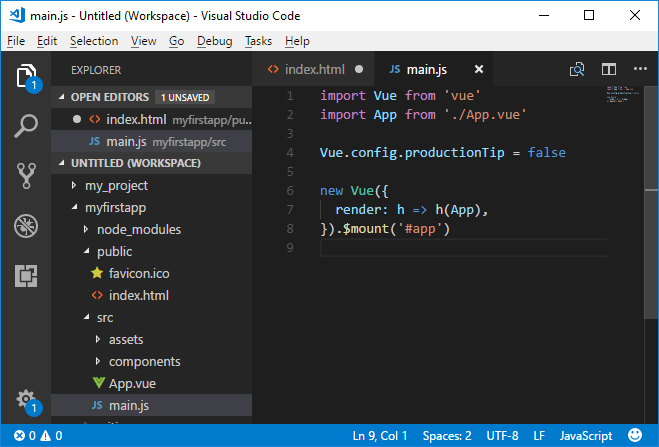 main.js - Untitled (Workspace) - Visual Studio Code
File Edit Selection View Go Debug Tasks Help
EXPLORER
OPEN EDITORS 1 UNSAVED
index.html myfirstapp/pu...
JS main.js myfirstapp/src
UNTITLED (WORKSPACE)
my_project
myfirstapp
node_modules
public
favicon.ico
index.html
src
assets
components
App.vue
JS main.js
1
1
index.html JS main.js
1 import Vue from 'vue'
2 import App from './App.vue'
3
4 Vue.config.productionTip = false
5
6 new Vue({
7 render: h => h(App),
8 }).$mount('#app')
9
0 0 Ln 9, Col 1 Spaces: 2 UTF-8 LF JavaScript